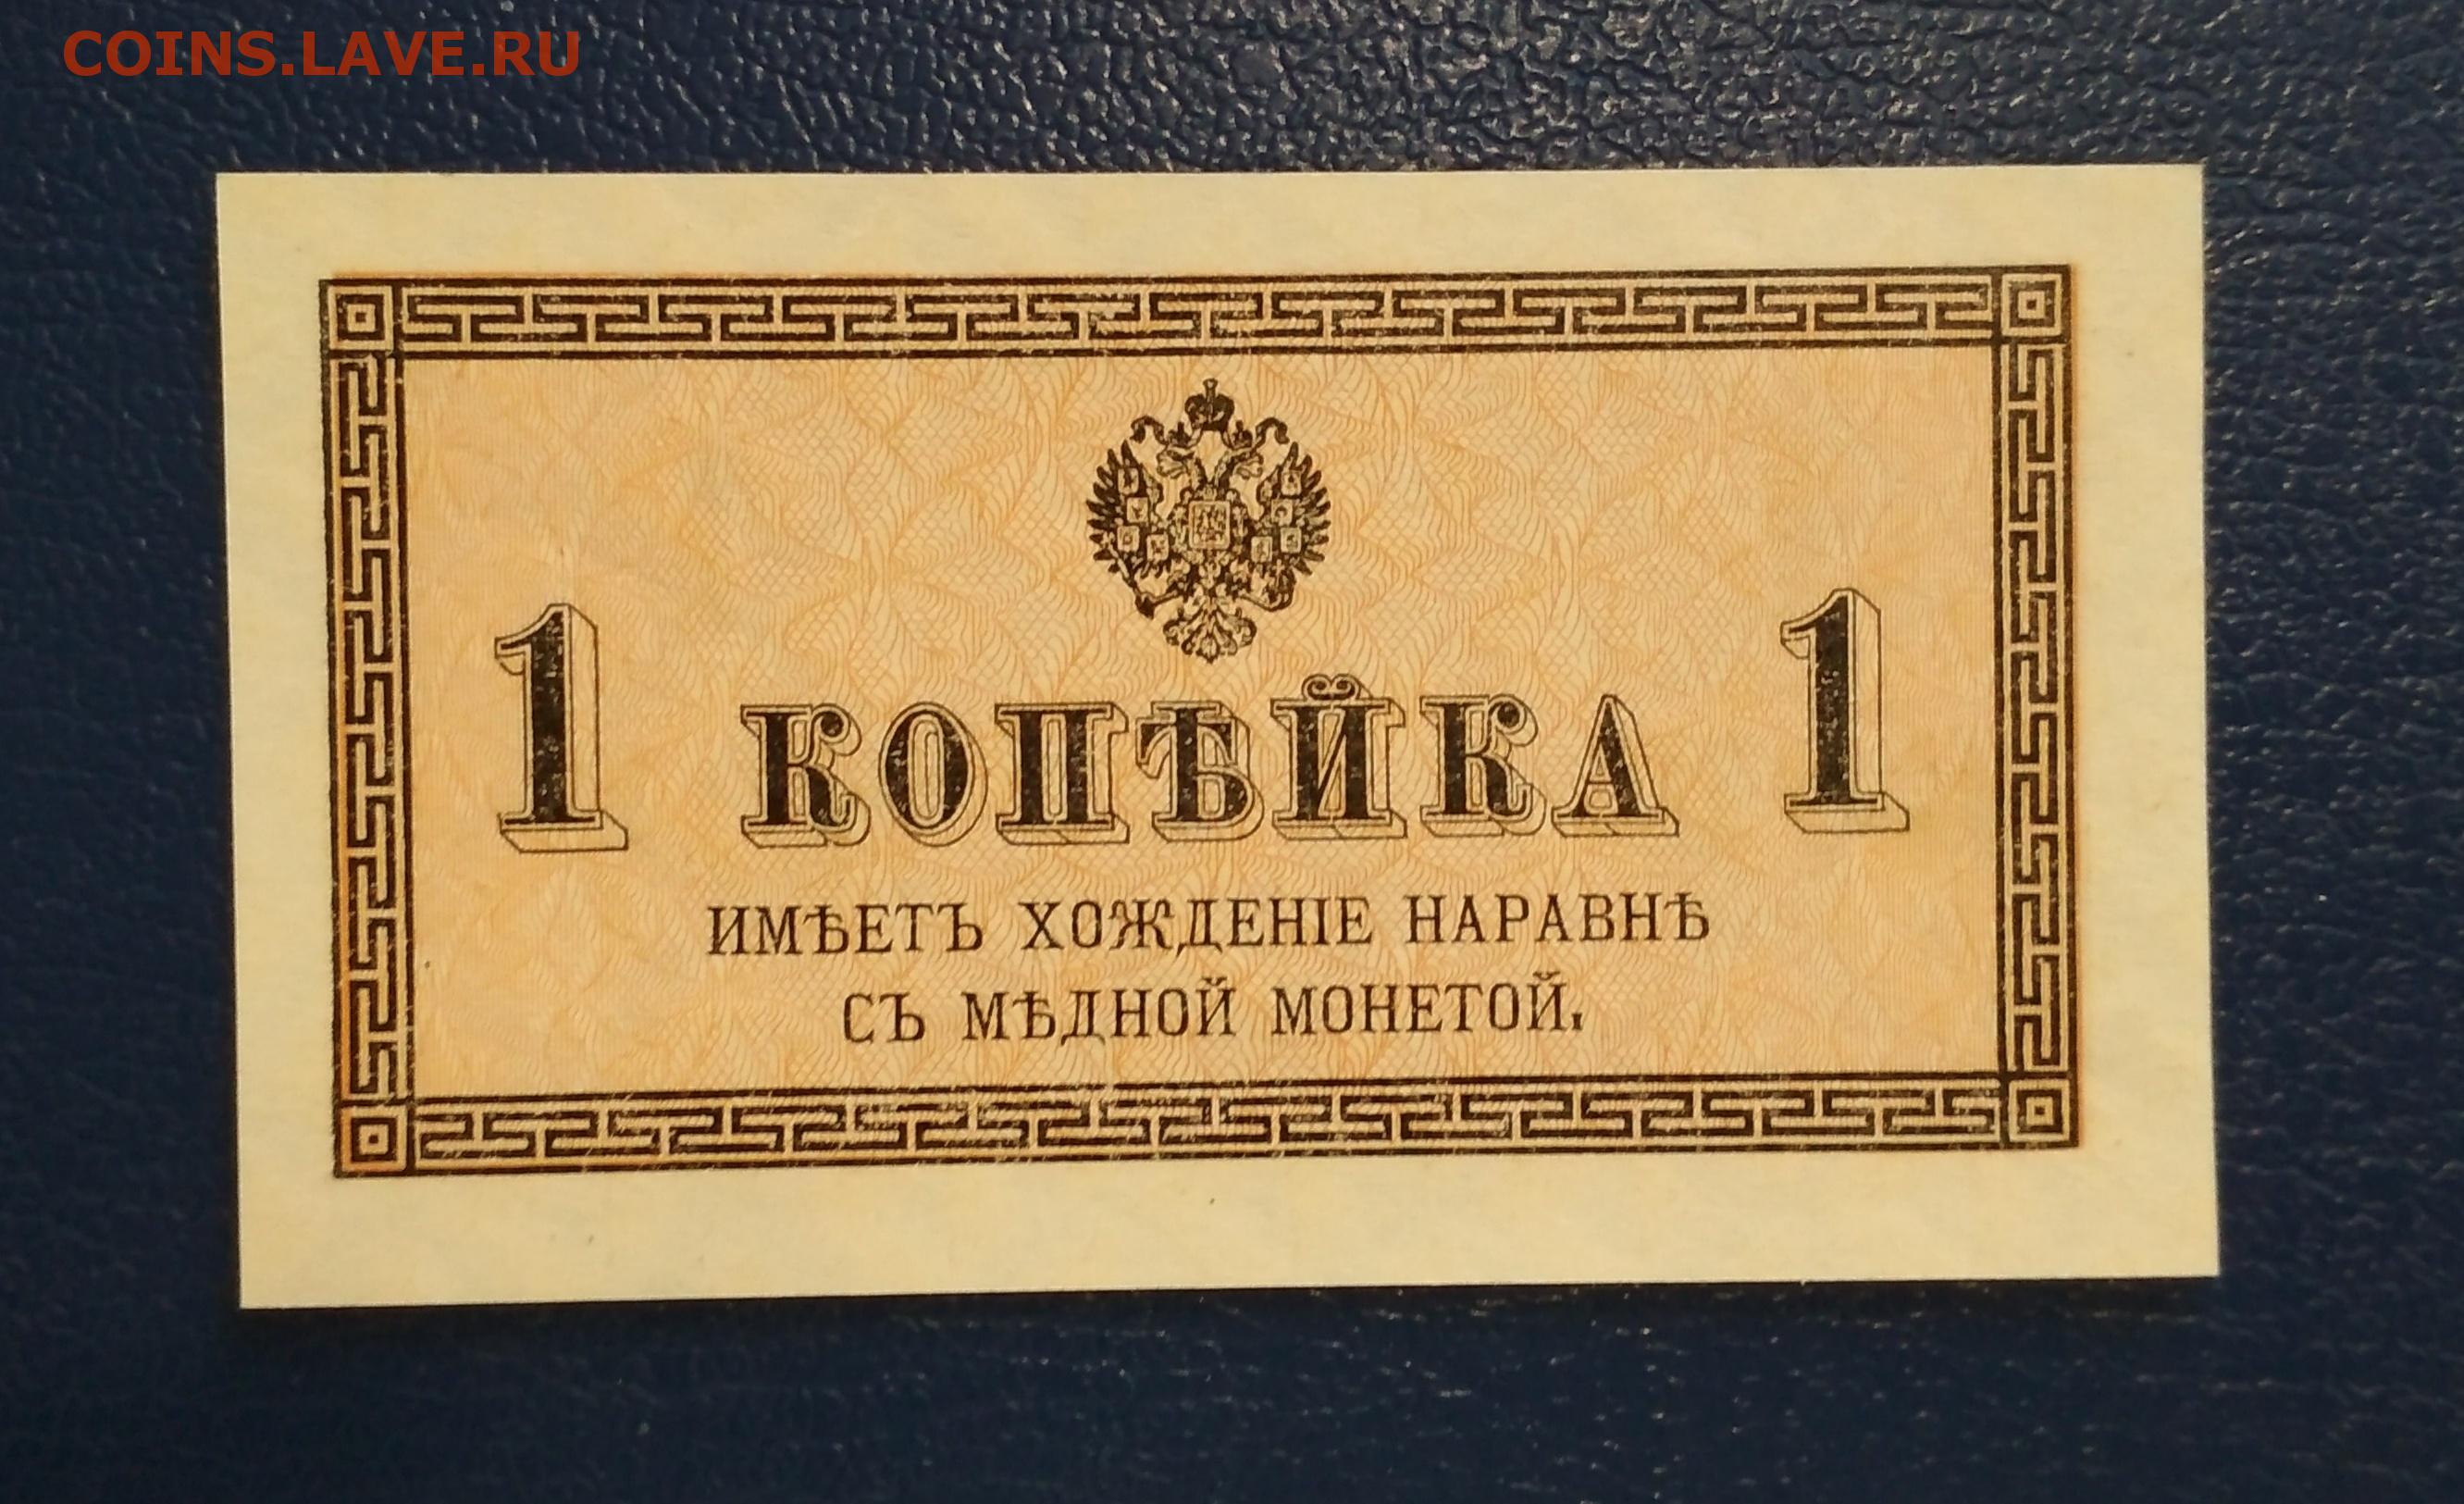 COINS.LAVE.RU
1 КОПѢЙКА 1
ИМѢЕТЪ ХОЖДЕНІЕ НАРАВНѢ
СЪ МѢДНОЙ МОНЕТОЙ.